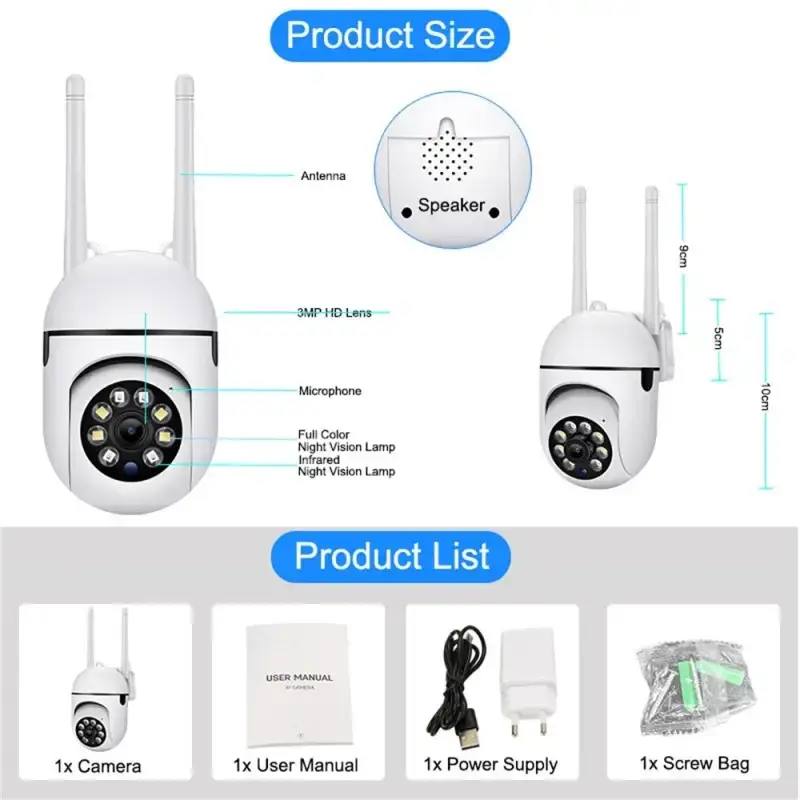 Product Size
Antenna
Speaker
9cm
3MP HD Lens
5cm
10cm
Microphone
Full Color
Night Vision Lamp
Infrared
Night Vision Lamp
Product List
USER MANUAL
1x Camera
1x User Manual
1x Power Supply
1x Screw Bag